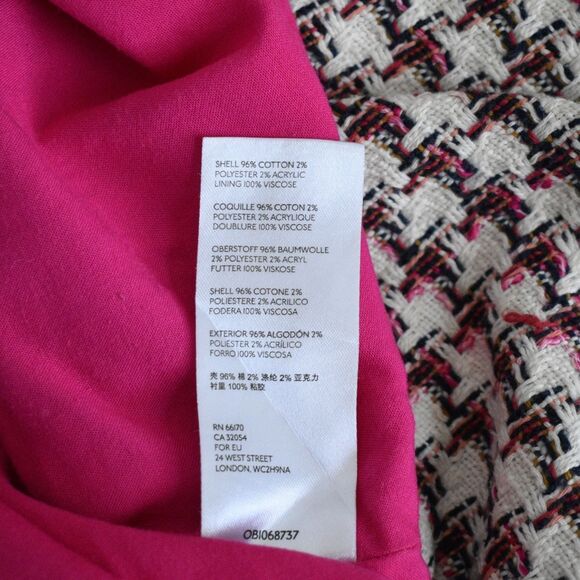 SHELL 96% COTTON 2%
POLYESTER 2% ACRYLIC
LINING 100% VISCOSE
COQUILLE 96% COTON 2%
POLYESTER 2% ACRYLIQUE
DOUBLURE 100% VISCOSE
OBERSTOFF 96% BAUMWOLLE
2% POLYESTER 2% ACRYL
FUTTER 100% VISKOSE
SHELL 96% COTONE 2%
POLIESTERE 2% ACRILICO
FODERA 100% VISCOSA
EXTERIOR 96% ALGODÓN 2%
POLIESTER 2% ACRÍLICO
FORRO 100% VISCOSA
壳 96% 棉 2% 涤纶 2% 亚克力
衬里 100% 粘胶
RN 66170
CA 32054
FOR EU
24 WEST STREET
LONDON, WC2H9NA
OB1068737